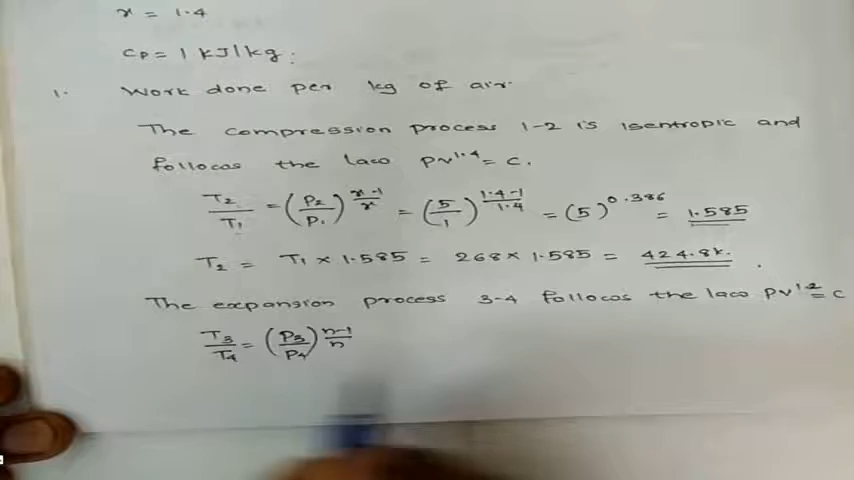 γ = 1.4
Cp = 1 KJ/kg.
1. Work done per kg of air.
The compression process 1-2 is isentropic and
follows the law pv^1.4 = c.
T2/T1 = (P2/P1)^(γ-1/γ) = (5/1)^(1.4-1/1.4) = (5)^0.386 = 1.585
T2 = T1 × 1.585 = 268 × 1.585 = 424.8K.
The expansion process 3-4 follows the law pv^1.2 = c
T3/T4 = (P3/P4)^(n-1/n)